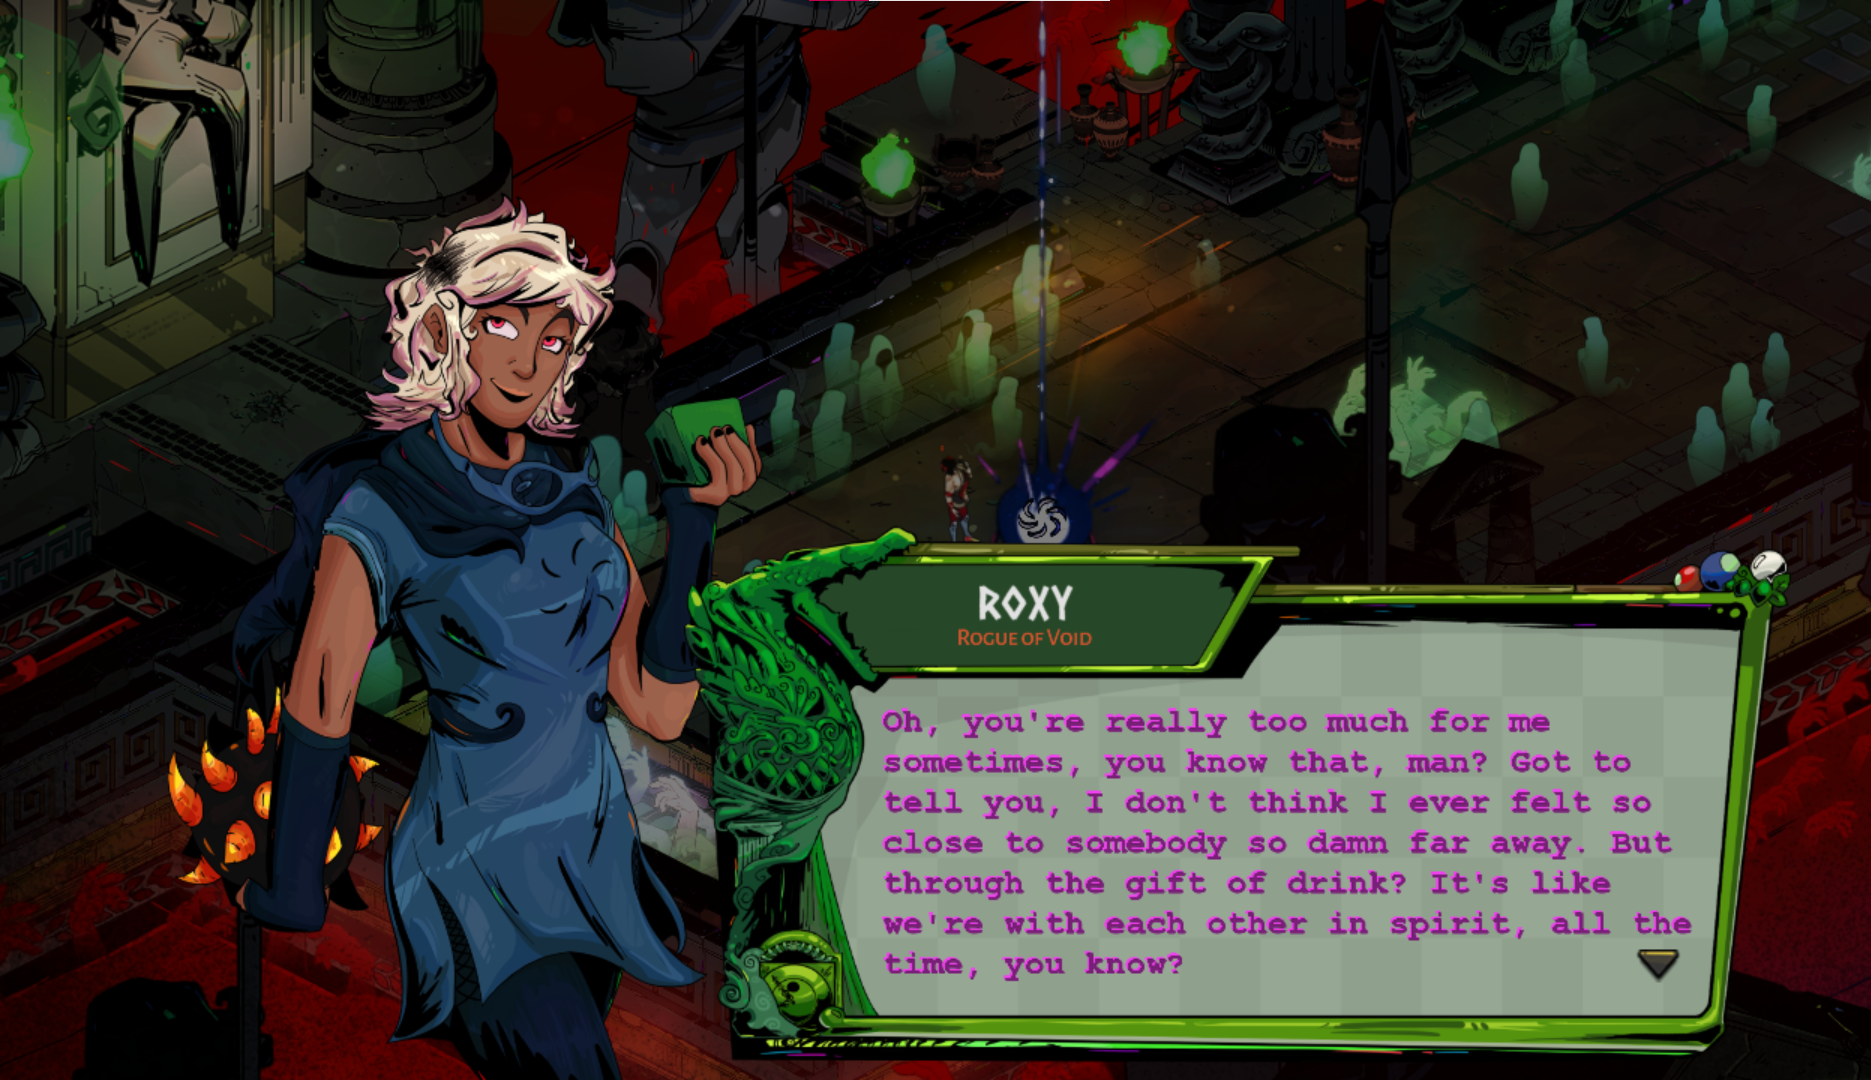 ROXY
ROGUE OF VOID
Oh, you're really too much for me
sometimes, you know that, man? Got to
tell you, I don't think I ever felt so
close to somebody so damn far away. But
through the gift of drink? It's like
we're with each other in spirit, all the
time, you know?